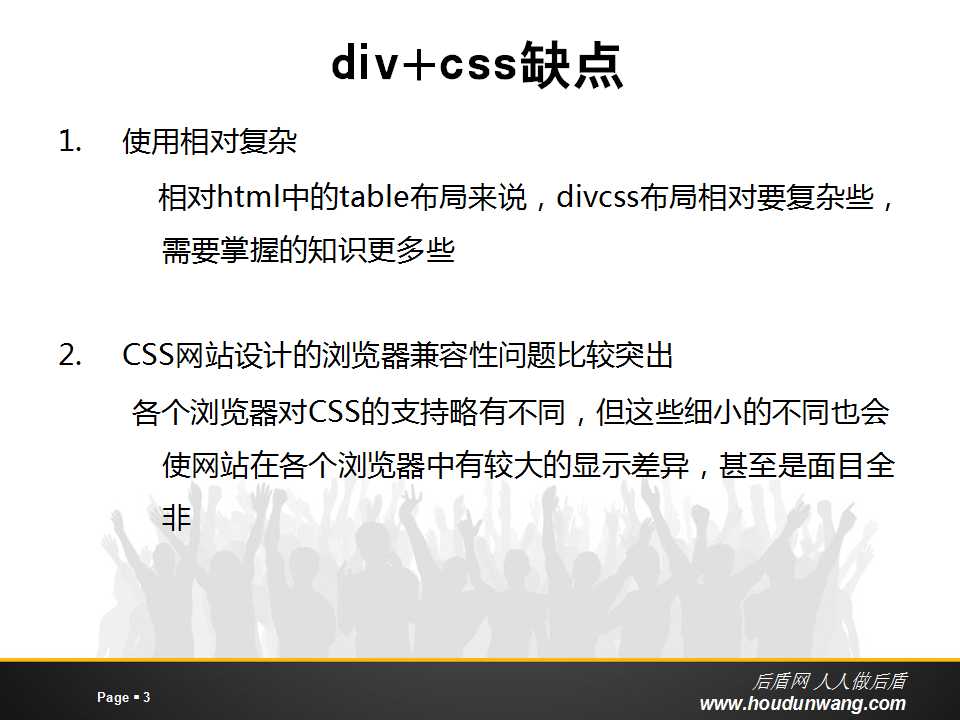 div+css缺点
1. 使用相对复杂
相对html中的table布局来说，divcss布局相对要复杂些，
需要掌握的知识更多些
2. CSS网站设计的浏览器兼容性问题比较突出
各个浏览器对CSS的支持略有不同，但这些细小的不同也会
使网站在各个浏览器中有较大的显示差异，甚至是面目全
非
Page ▪ 3
后盾网 人人做后盾
www.houdunwang.com